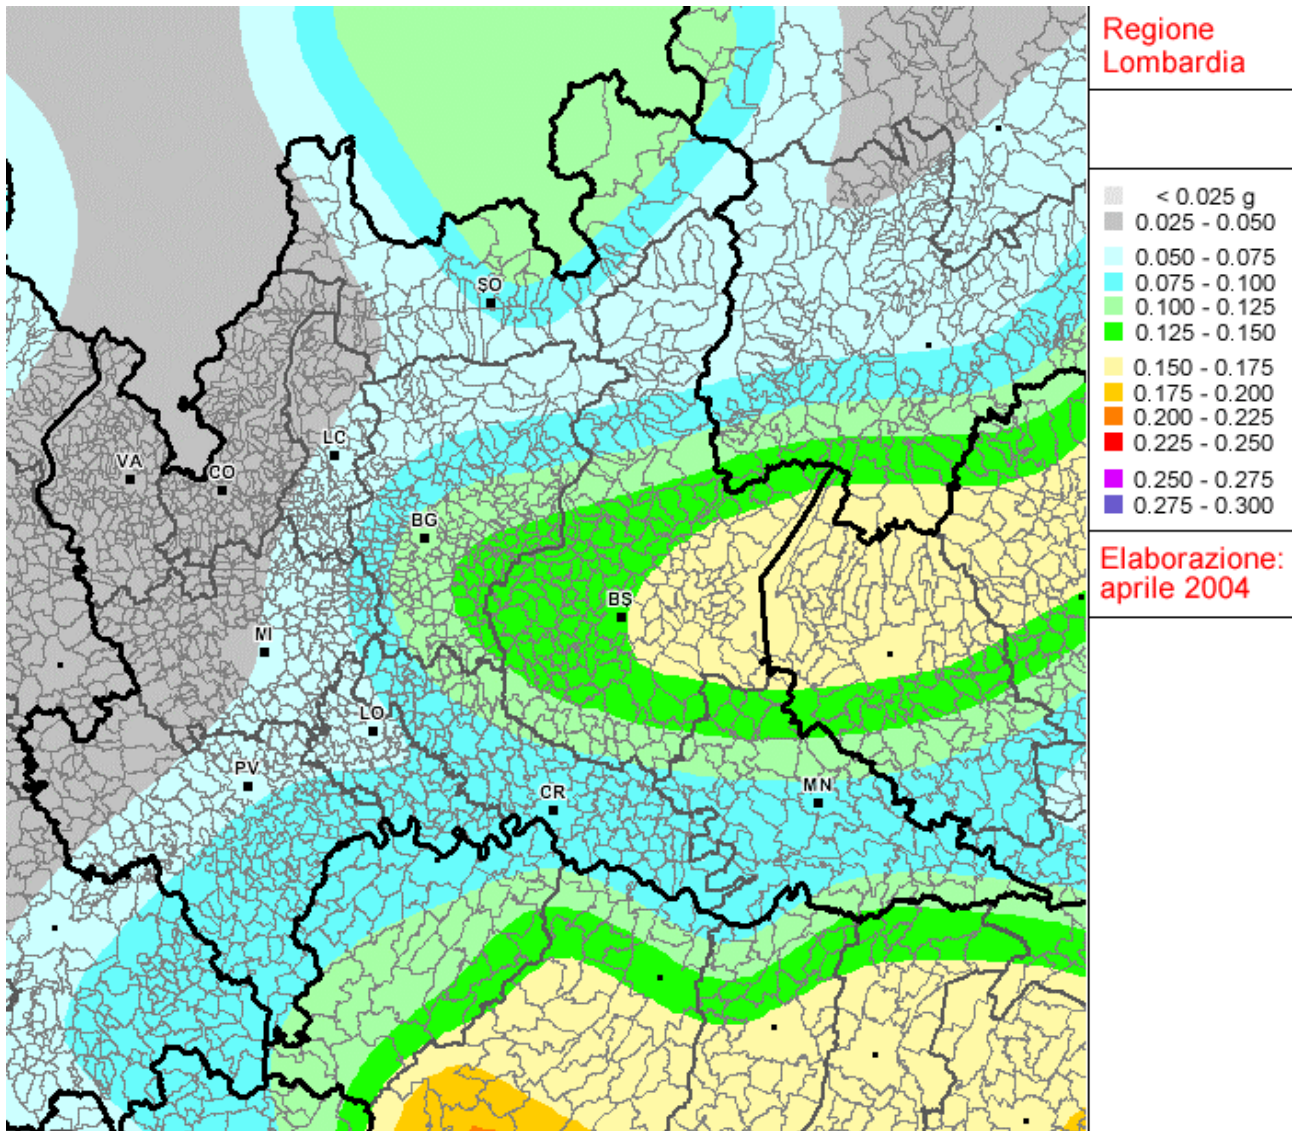 Regione
Lombardia
< 0.025 g
0.025 - 0.050
0.050 - 0.075
0.075 - 0.100
0.100 - 0.125
0.125 - 0.150
0.150 - 0.175
0.175 - 0.200
0.200 - 0.225
0.225 - 0.250
0.250 - 0.275
0.275 - 0.300
Elaborazione:
aprile 2004
SO
LC
VA
CO
BG
BS
MI
LO
PV
CR
MN